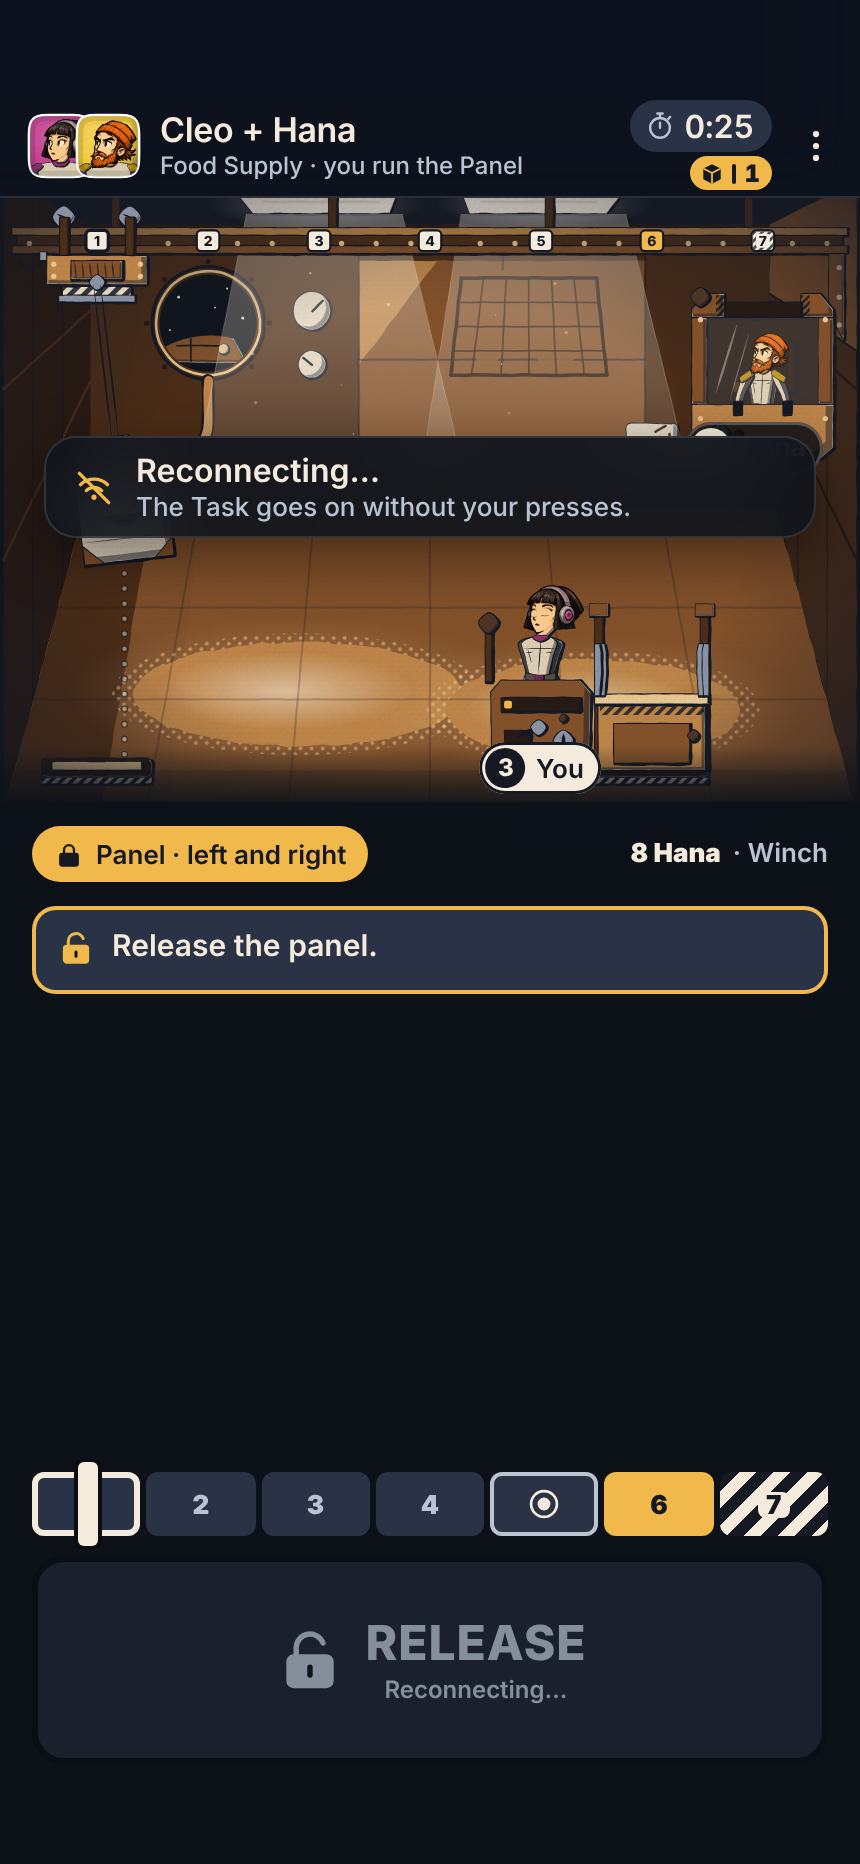 Cleo + Hana
Food Supply · you run the Panel
0:25
1
1 2 3 4 5 6 7
Reconnecting...
The Task goes on without your presses.
3 You
Panel · left and right
8 Hana · Winch
Release the panel.
2 3 4 6 7
RELEASE
Reconnecting...